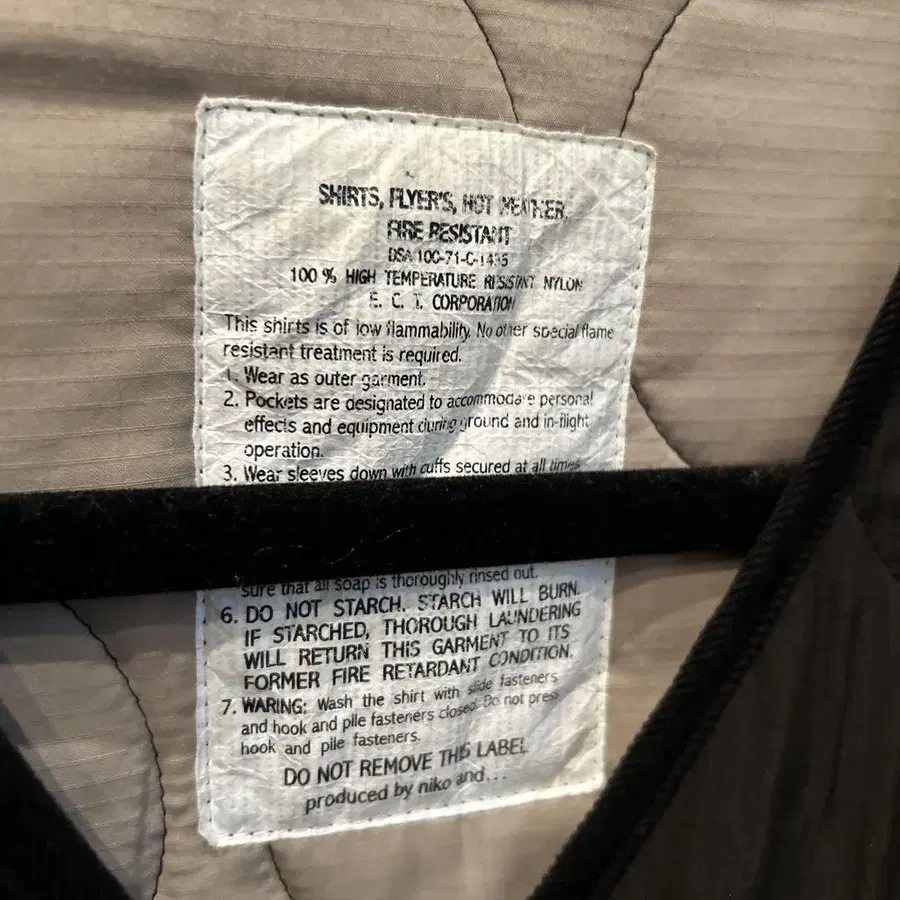 SHIRTS, FLYER'S, HOT WEATHER,
FIRE RESISTANT
DSA 100-71-C-1435
100 % HIGH TEMPERATURE RESISTANT NYLON
E. C. T. CORPORATION
This shirts is of low flammability. No other special flame
resistant treatment is required.
1. Wear as outer garment.
2. Pockets are designated to accommodate personal
effects and equipment during ground and in-flight
operation.
3. Wear sleeves down with cuffs secured at all times
sure that all soap is thoroughly rinsed out.
6. DO NOT STARCH. STARCH WILL BURN.
IF STARCHED, THOROUGH LAUNDERING
WILL RETURN THIS GARMENT TO ITS
FORMER FIRE RETARDANT CONDITION.
7. WARING: Wash the shirt with slide fasteners
and hook and pile fasteners closed. Do not press
hook and pile fasteners.
DO NOT REMOVE THIS LABEL
produced by niko and...